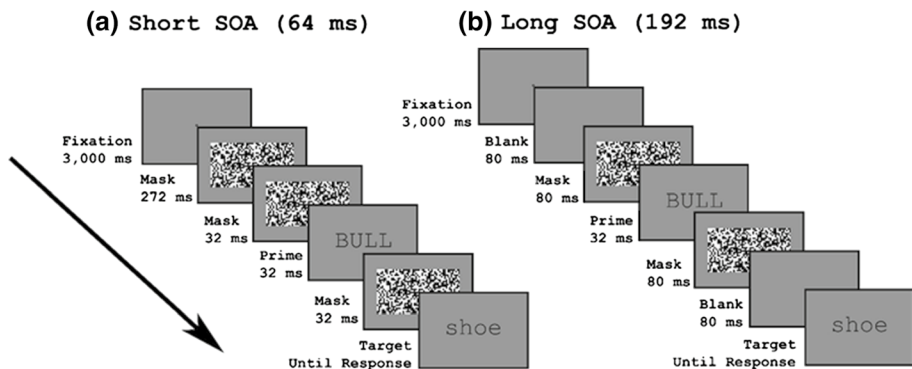 (a) Short SOA (64 ms)
Fixation
3,000 ms
Mask
272 ms
Mask
32 ms
BULL
Prime
32 ms
Mask
32 ms
shoe
Target
Until Response
(b) Long SOA (192 ms)
Fixation
3,000 ms
Blank
80 ms
Mask
80 ms
BULL
Prime
32 ms
Mask
80 ms
Blank
80 ms
shoe
Target
Until Response